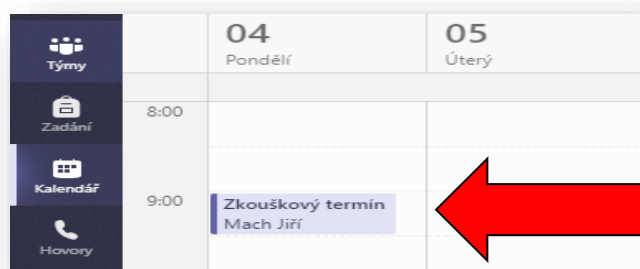 Týmy
Zadání
Kalendář
Hovory
04
Pondělí
05
Úterý
8:00
9:00
Zkouškový termín
Mach Jiří